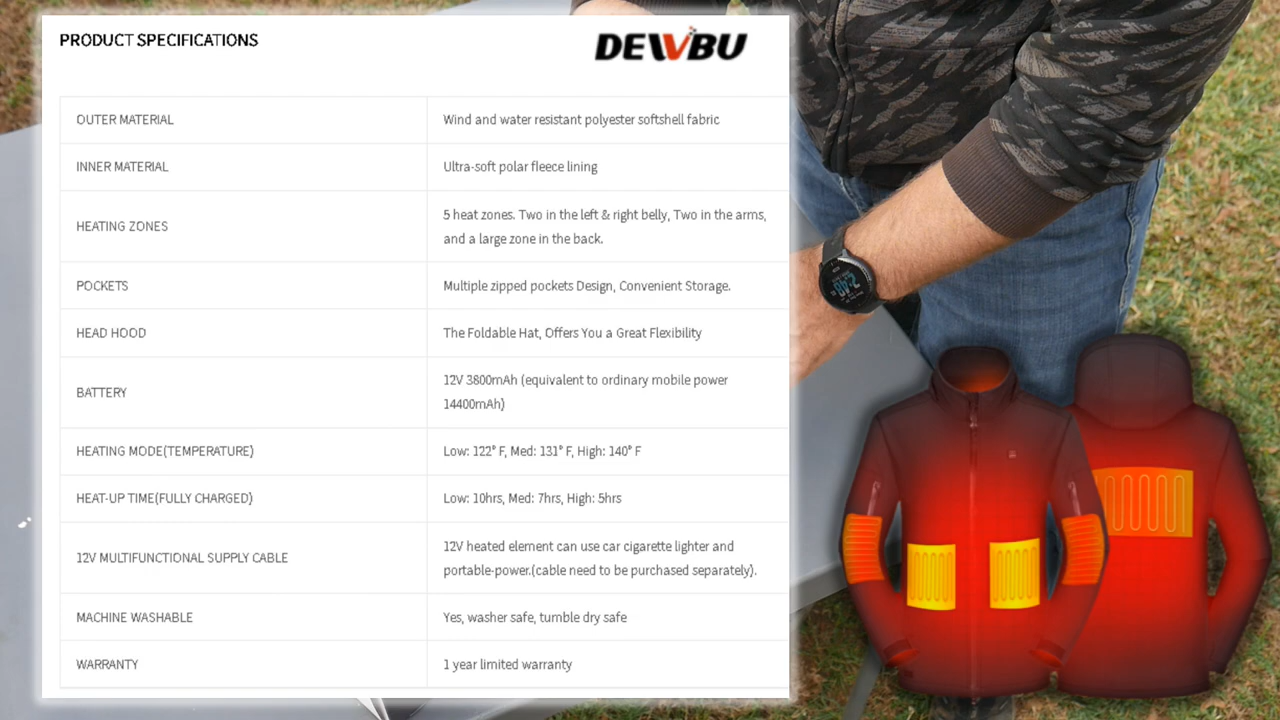 PRODUCT SPECIFICATIONS
DEWBU
OUTER MATERIAL
Wind and water resistant polyester softshell fabric
INNER MATERIAL
Ultra-soft polar fleece lining
HEATING ZONES
5 heat zones. Two in the left & right belly, Two in the arms,
and a large zone in the back.
POCKETS
Multiple zipped pockets Design, Convenient Storage.
HEAD HOOD
The Foldable Hat, Offers You a Great Flexibility
BATTERY
12V 3800mAh (equivalent to ordinary mobile power
14400mAh)
HEATING MODE(TEMPERATURE)
Low: 122° F, Med: 131° F, High: 140° F
HEAT-UP TIME(FULLY CHARGED)
Low: 10hrs, Med: 7hrs, High: 5hrs
12V MULTIFUNCTIONAL SUPPLY CABLE
12V heated element can use car cigarette lighter and
portable-power.(cable need to be purchased separately).
MACHINE WASHABLE
Yes, washer safe, tumble dry safe
WARRANTY
1 year limited warranty